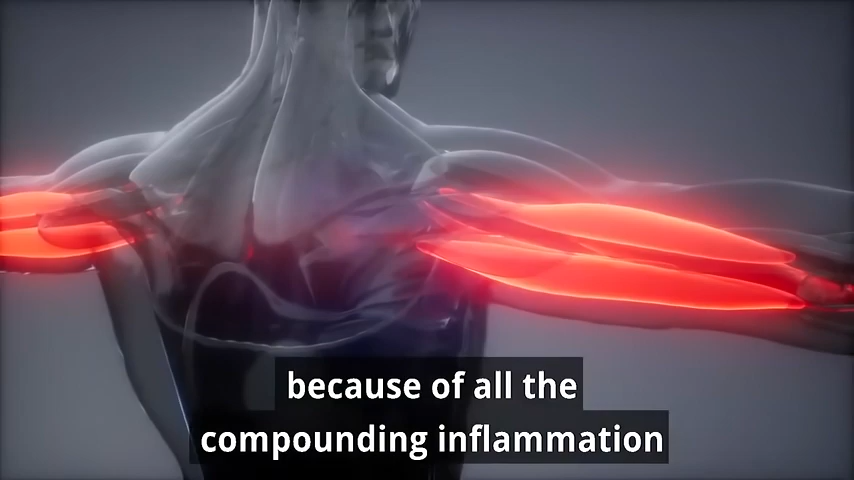 because of all the
compounding inflammation